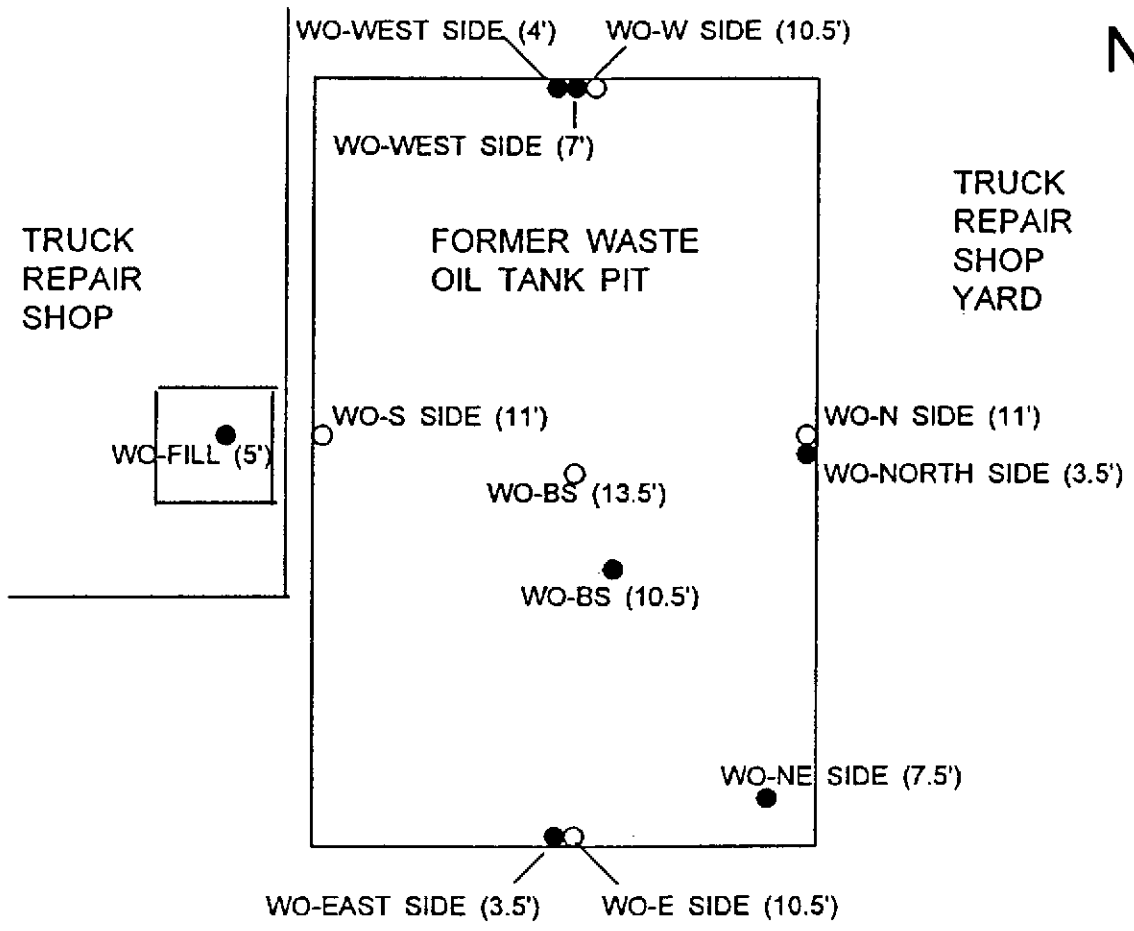 WO-WEST SIDE (4')
WO-W SIDE (10.5')
N
WO-WEST SIDE (7')
TRUCK
REPAIR
SHOP
FORMER WASTE
OIL TANK PIT
TRUCK
REPAIR
SHOP
YARD
WO-S SIDE (11')
WO-N SIDE (11')
WO-FILL (5')
WO-NORTH SIDE (3.5')
WO-BS (13.5')
WO-BS (10.5')
WO-NE SIDE (7.5')
WO-EAST SIDE (3.5')
WO-E SIDE (10.5')